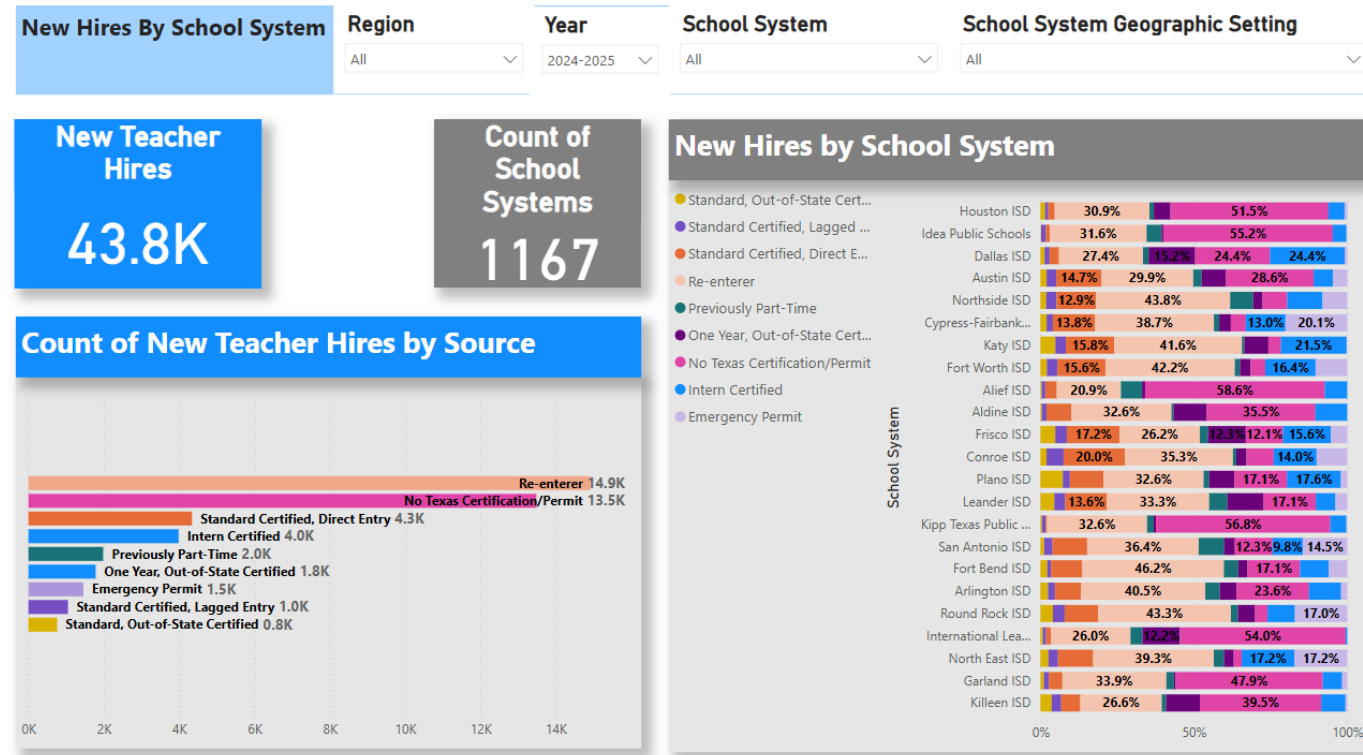 New Hires By School System
Region
All
Year
2024-2025
School System
All
School System Geographic Setting
All
New Teacher
Hires
43.8K
Count of
School
Systems
1167
Count of New Teacher Hires by Source
Re-enterer 14.9K
No Texas Certification/Permit 13.5K
Standard Certified, Direct Entry 4.3K
Intern Certified 4.0K
Previously Part-Time 2.0K
One Year, Out-of-State Certified 1.8K
Emergency Permit 1.5K
Standard Certified, Lagged Entry 1.0K
Standard, Out-of-State Certified 0.8K
0K 2K 4K 6K 8K 10K 12K 14K
New Hires by School System
Standard, Out-of-State Cert...
Standard Certified, Lagged ...
Standard Certified, Direct E...
Re-enterer
Previously Part-Time
One Year, Out-of-State Cert...
No Texas Certification/Permit
Intern Certified
Emergency Permit
School System
Houston ISD 30.9% 51.5%
Idea Public Schools 31.6% 55.2%
Dallas ISD 27.4% 15.2% 24.4% 24.4%
Austin ISD 14.7% 29.9% 28.6%
Northside ISD 12.9% 43.8%
Cypress-Fairbank... 13.8% 38.7% 13.0% 20.1%
Katy ISD 15.8% 41.6% 21.5%
Fort Worth ISD 15.6% 42.2% 16.4%
Alief ISD 20.9% 58.6%
Aldine ISD 32.6% 35.5%
Frisco ISD 17.2% 26.2% 12.3% 12.1% 15.6%
Conroe ISD 20.0% 35.3% 14.0%
Plano ISD 32.6% 17.1% 17.6%
Leander ISD 13.6% 33.3% 17.1%
Kipp Texas Public ... 32.6% 56.8%
San Antonio ISD 36.4% 12.3% 9.8% 14.5%
Fort Bend ISD 46.2% 17.1%
Arlington ISD 40.5% 23.6%
Round Rock ISD 43.3% 17.0%
International Lea... 26.0% 12.2% 54.0%
North East ISD 39.3% 17.2% 17.2%
Garland ISD 33.9% 47.9%
Killeen ISD 26.6% 39.5%
0% 50% 100%